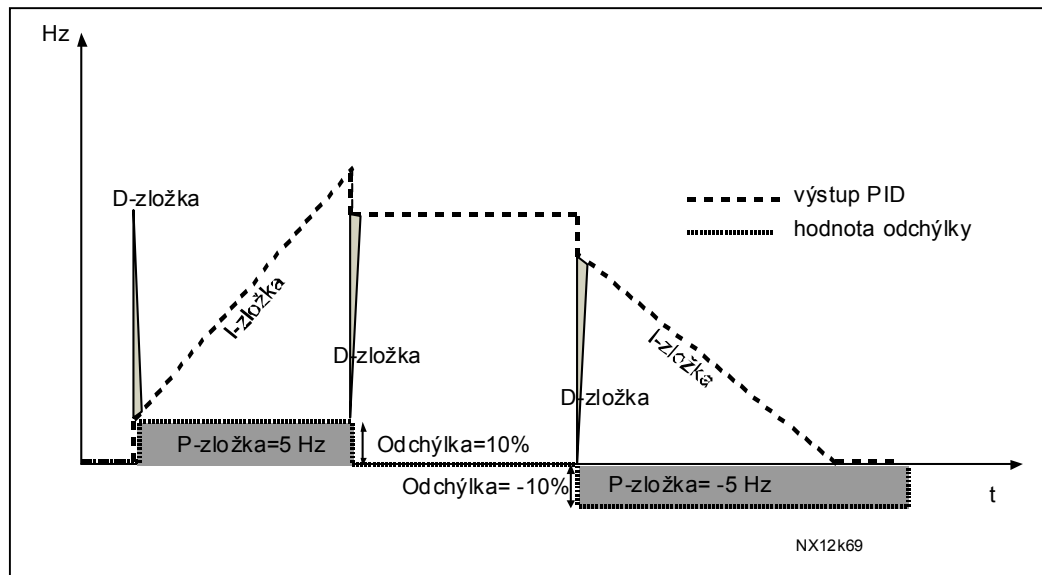 Hz
D-zložka
výstup PID
hodnota odchýlky
I-zložka
I-zložka
D-zložka
D-zložka
P-zložka=5 Hz
Odchýlka=10%
Odchýlka= -10%
P-zložka= -5 Hz
t
NX12k69